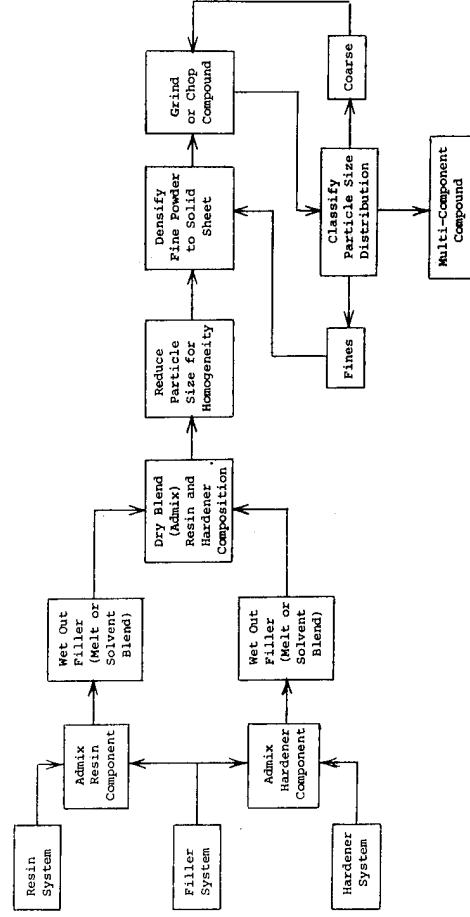 Resin
System
Filler
System
Hardener
System
Admix
Resin
Component
Admix
Hardener
Component
Wet Out
Filler
(Melt or
Solvent
Blend)
Wet Out
Filler
(Melt or
Solvent
Blend)
Dry Blend
(Admix)
Resin and
Hardener
Composition
Reduce
Particle
Size for
Homogeneity
Densify
Fine Powder
to Solid
Sheet
Grind
or Chop
Compound
Fines
Classify
Particle Size
Distribution
Coarse
Multi-Component
Compound